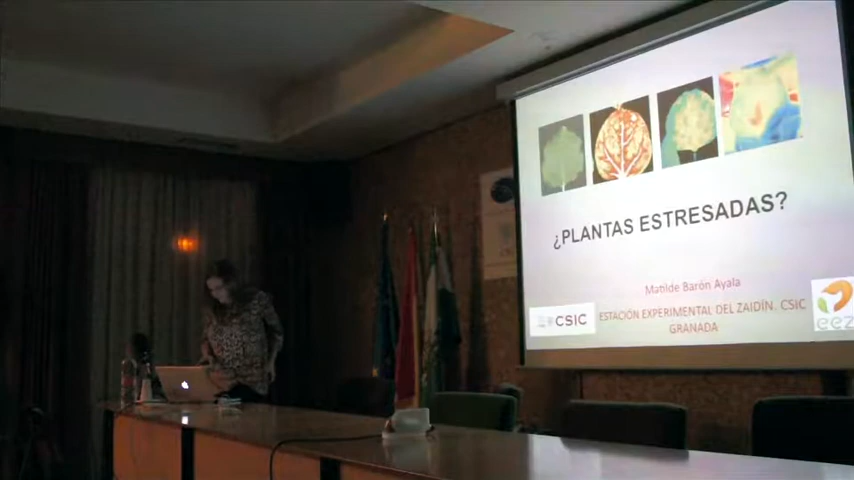 ¿PLANTAS ESTRESADAS?
Matilde Barón Ayala
ESTACIÓN EXPERIMENTAL DEL ZAIDÍN. CSIC
GRANADA
CSIC
eez